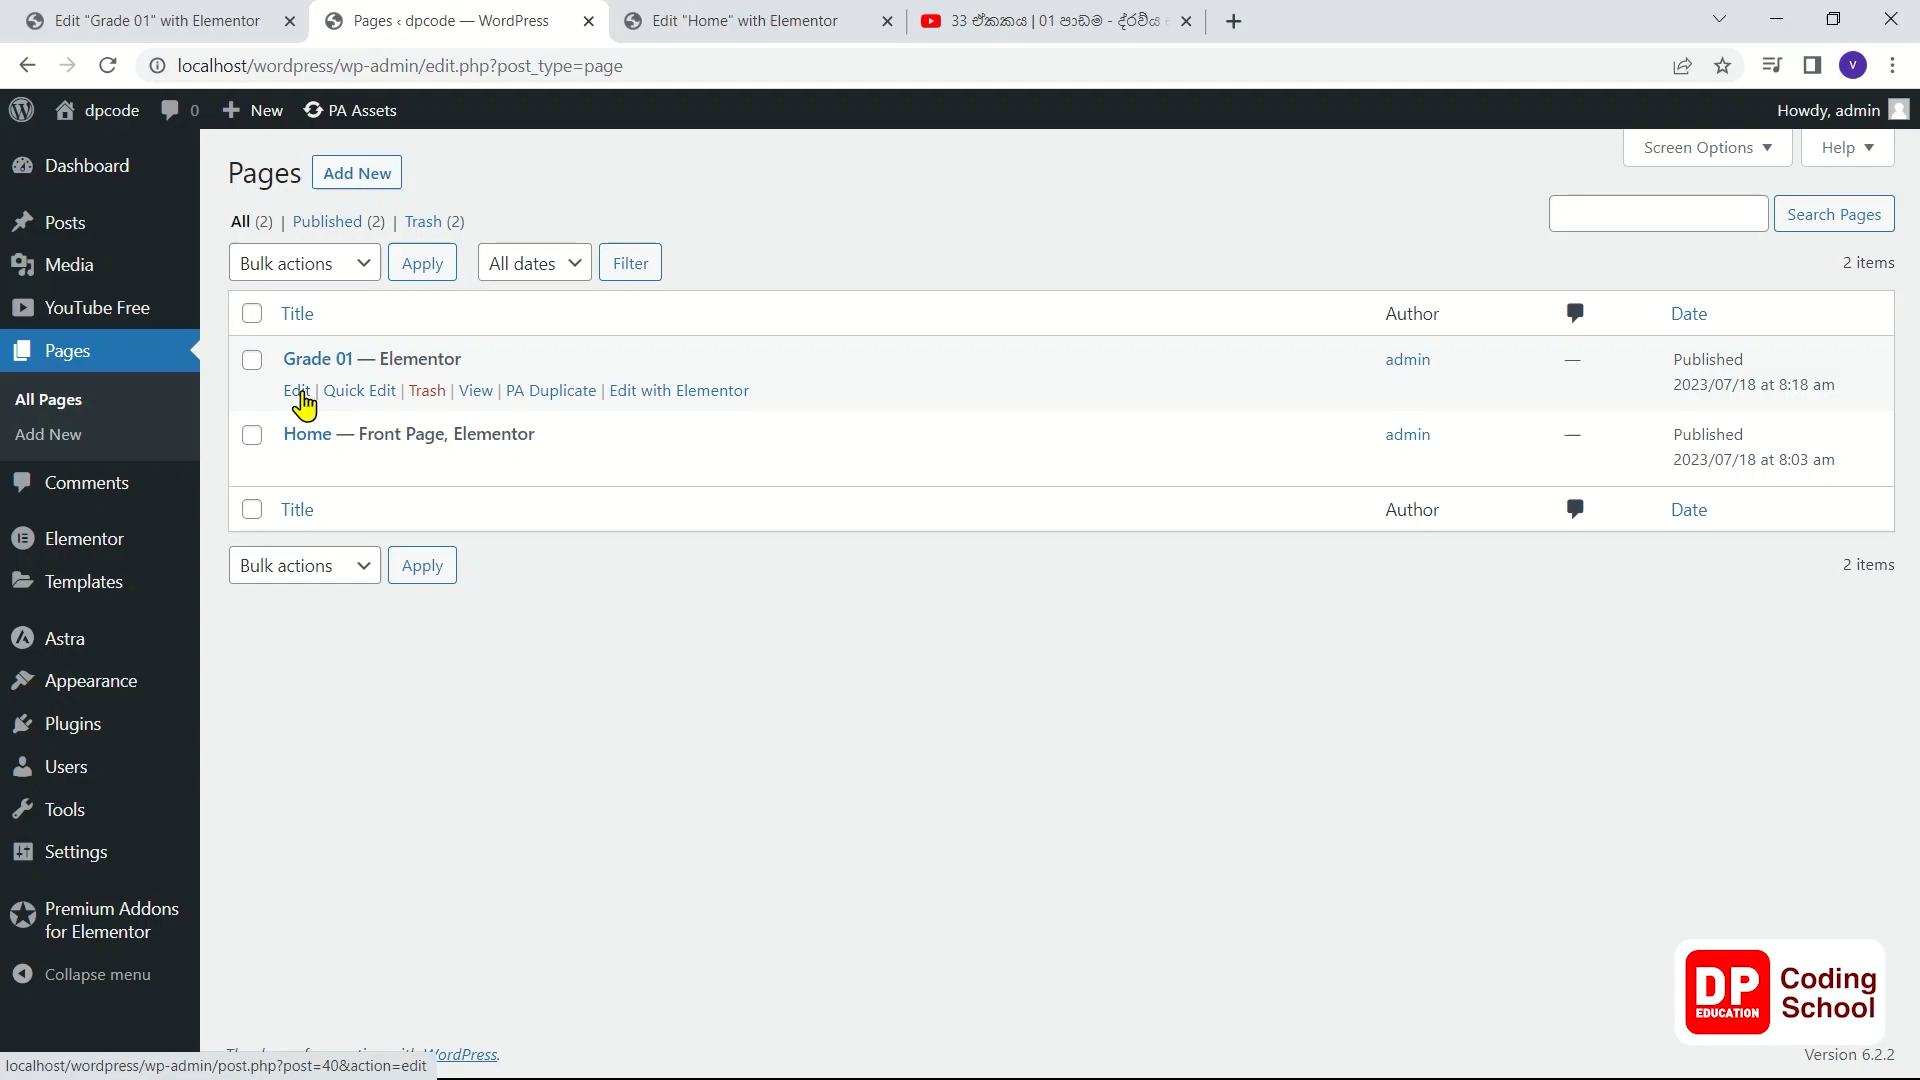 Edit "Grade 01" with Elementor
Pages ‹ dpcode — WordPress
Edit "Home" with Elementor
33 ඒකකය | 01 පාඩම - ද්රව්ය
localhost/wordpress/wp-admin/edit.php?post_type=page
V
dpcode
0
New
PA Assets
Howdy, admin
Dashboard
Posts
Media
YouTube Free
Pages
All Pages
Add New
Comments
Elementor
Templates
Astra
Appearance
Plugins
Users
Tools
Settings
Premium Addons
for Elementor
Collapse menu
Screen Options
Help
Pages
Add New
All (2) | Published (2) | Trash (2)
Search Pages
Bulk actions
Apply
All dates
Filter
2 items
Title
Author
Date
Grade 01 — Elementor
admin
—
Published
2023/07/18 at 8:18 am
Edit | Quick Edit | Trash | View | PA Duplicate | Edit with Elementor
Home — Front Page, Elementor
admin
—
Published
2023/07/18 at 8:03 am
Title
Author
Date
Bulk actions
Apply
2 items
DP
EDUCATION
Coding
School
WordPress.
Version 6.2.2
localhost/wordpress/wp-admin/post.php?post=40&action=edit